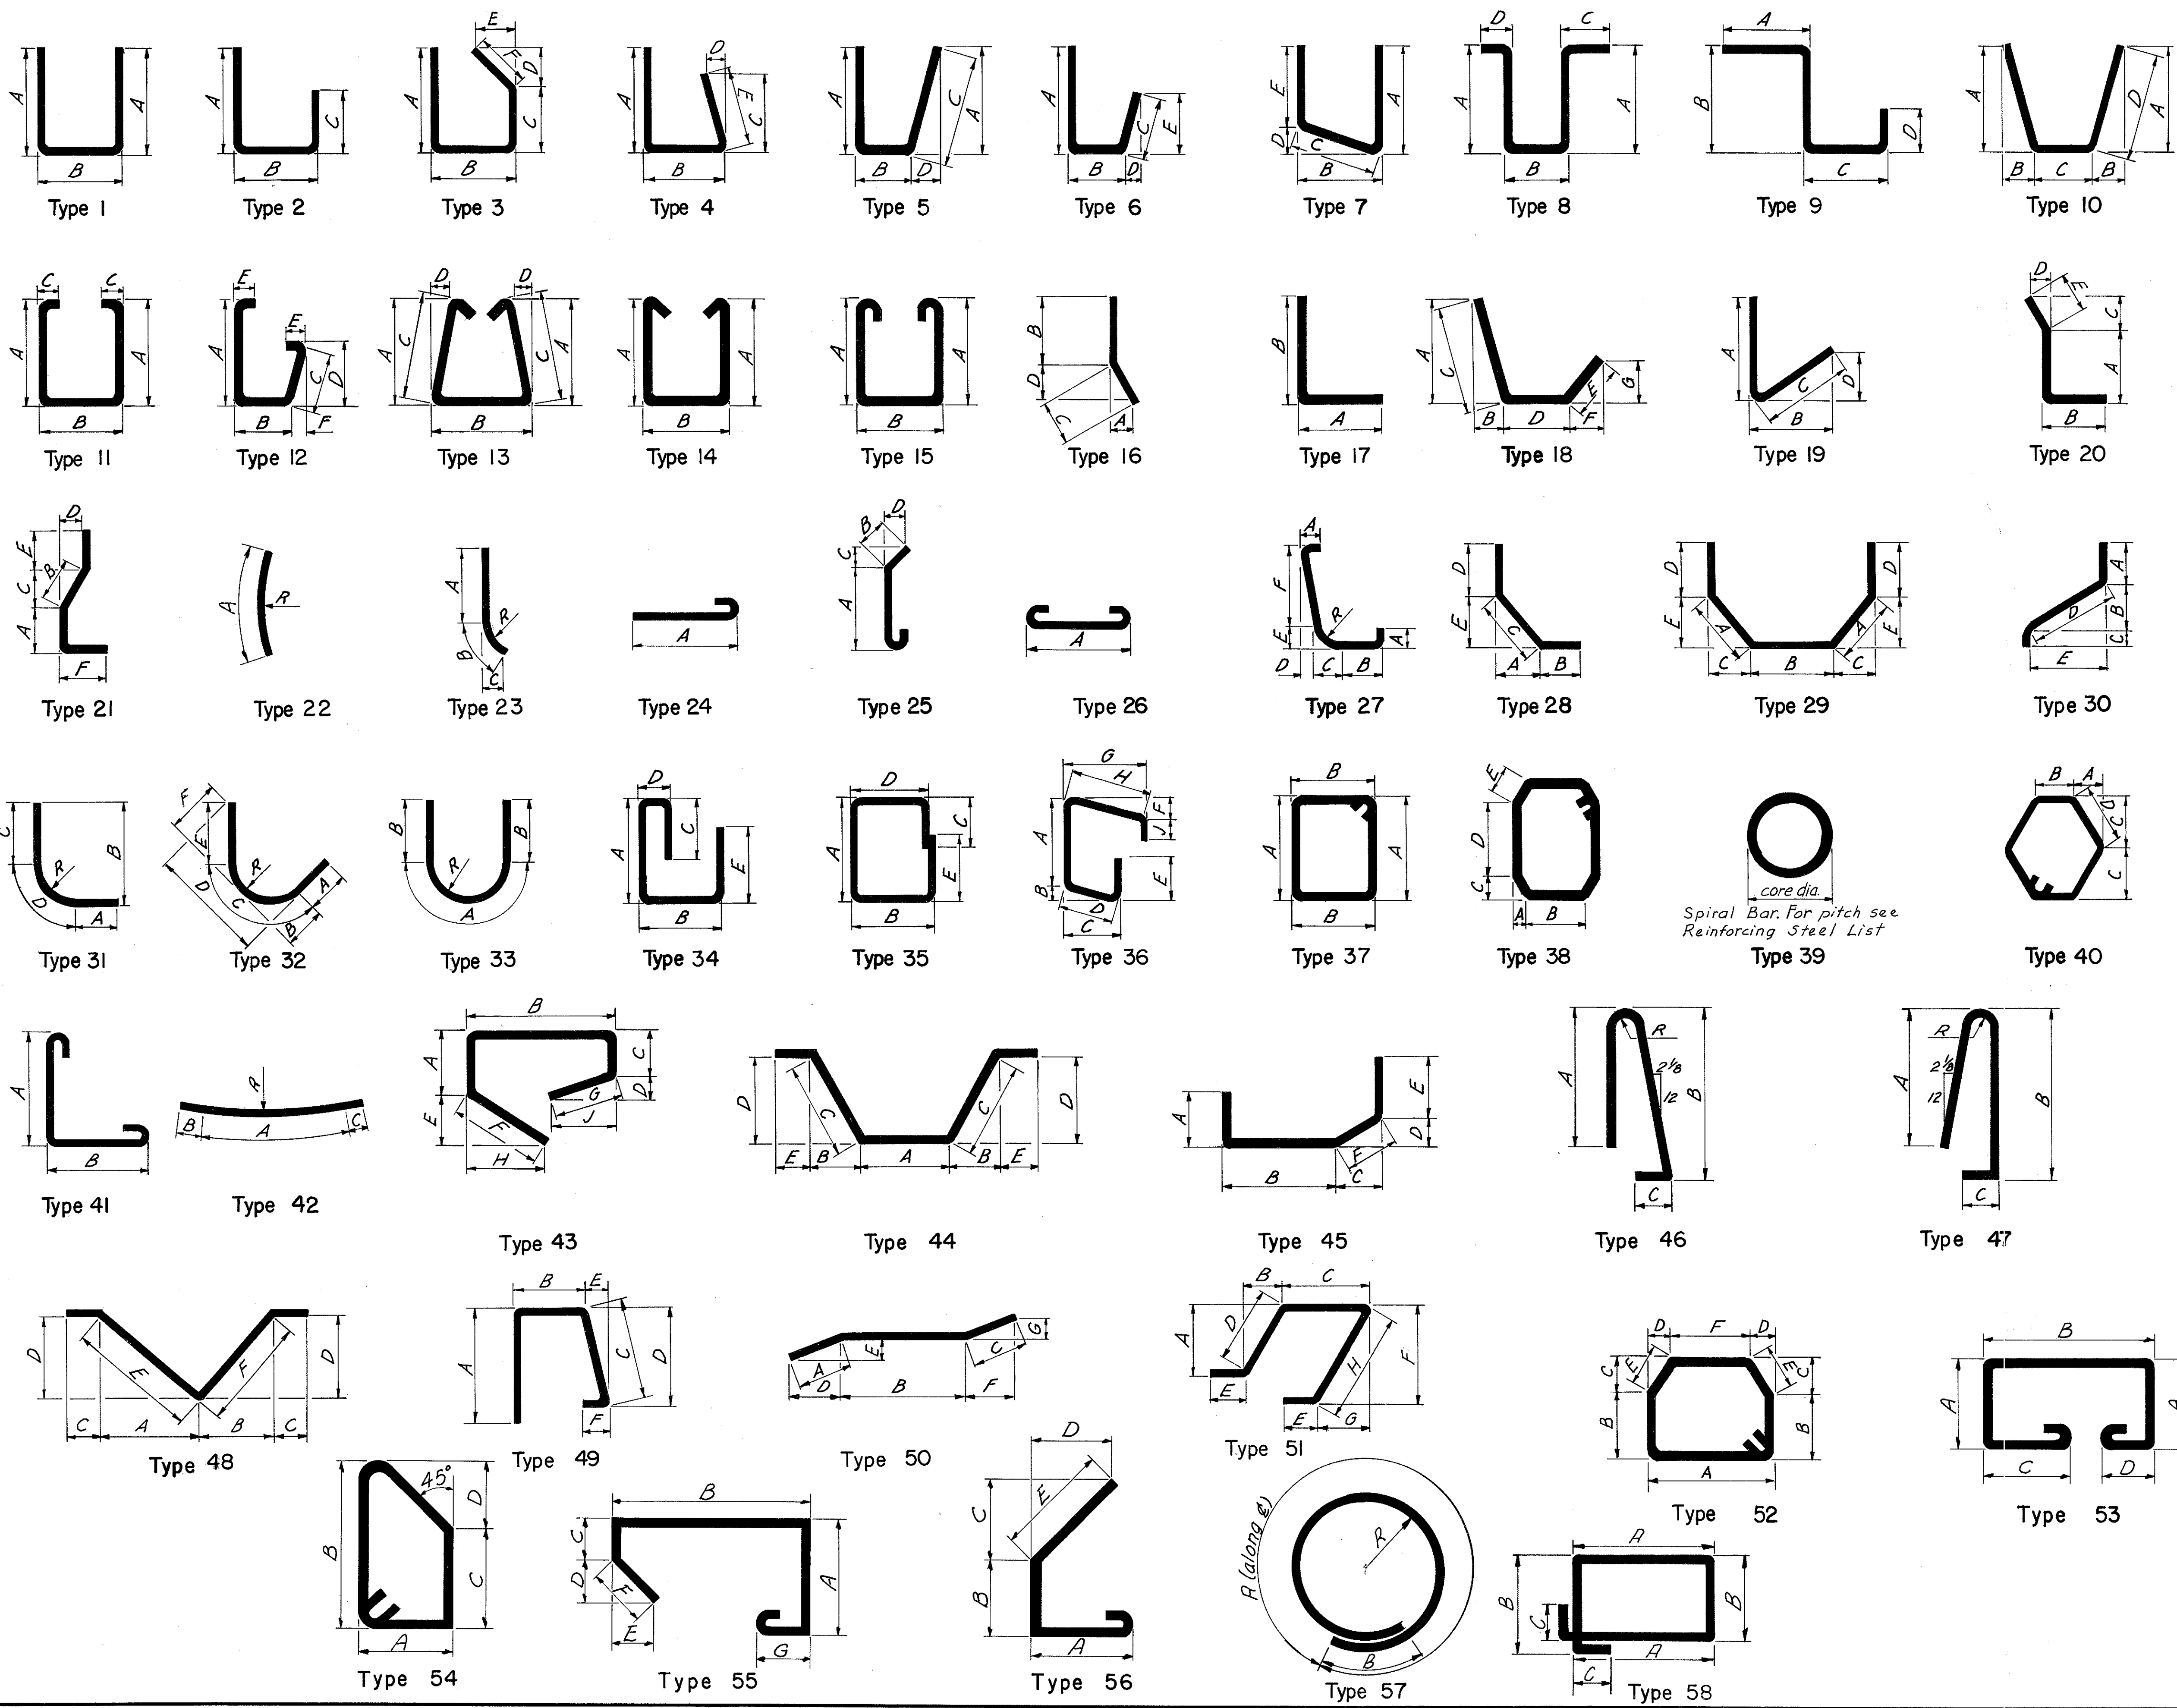 E
D C A
A A A C A F D C A D E C A A C E E A A A B D A D A
D C B D
B B B B B D B D B B C B C B
Type 1 Type 2 Type 3 Type 4 Type 5 Type 6 Type 7 Type 8 Type 9 Type 10
C C E D D D E
A A A E C D A C C A A A A A B B A C G A C D C A
D C A
B B F B B B A B D F B B
Type 11 Type 12 Type 13 Type 14 Type 15 Type 16 Type 17 Type 18 Type 19 Type 20
D B D A
E B C A A R A B R C A F R D C D D A D B
A A A E E E A A E C
F C D C B A B C B C E
Type 21 Type 22 Type 23 Type 24 Type 25 Type 26 Type 27 Type 28 Type 29 Type 30
G
F D D H B E B A
C B E B B A C E C A F J A A D D C
R R R B E core dia. C
D A D C B A B B D C B C A B
Spiral Bar. For pitch see
Reinforcing Steel List
Type 31 Type 32 Type 33 Type 34 Type 35 Type 36 Type 37 Type 38 Type 39 Type 40
B
A R A C D C C D E A R B A R B
B A C E F G D A D 2⅛ 2⅛
B H J E B A B E B F C 12 12
C C
Type 41 Type 42
Type 43 Type 44 Type 45 Type 46 Type 47
B E B C D F D B
D E F D A C D E G A D H F C E E C A A
C A B C F A D B F C E E G B B C D
A
Type 48 Type 49 Type 50 Type 51 Type 52 Type 53
45° D B D A
B C C D F A C E B R B B
A E G A B C A C
A (along ℄)
Type 54 Type 55 Type 56 Type 57 Type 58